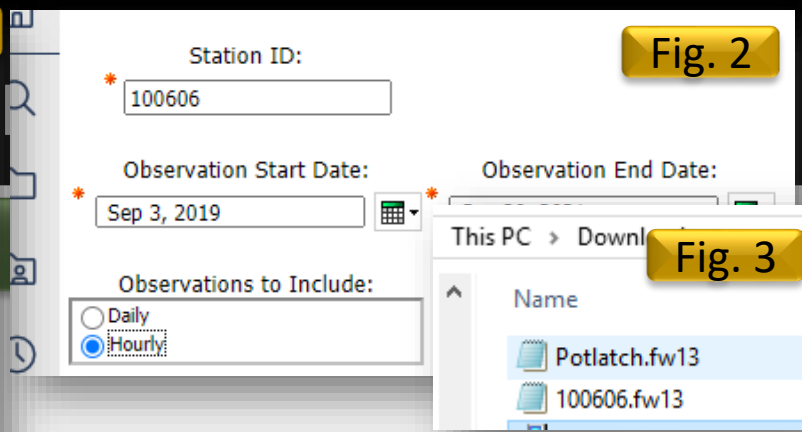 Fig. 2
Station ID:
100606
Observation Start Date:
Observation End Date:
Sep 3, 2019
Observations to Include:
Daily
Hourly
Fig. 3
This PC >
Name
Potlatch.fw13
100606.fw13